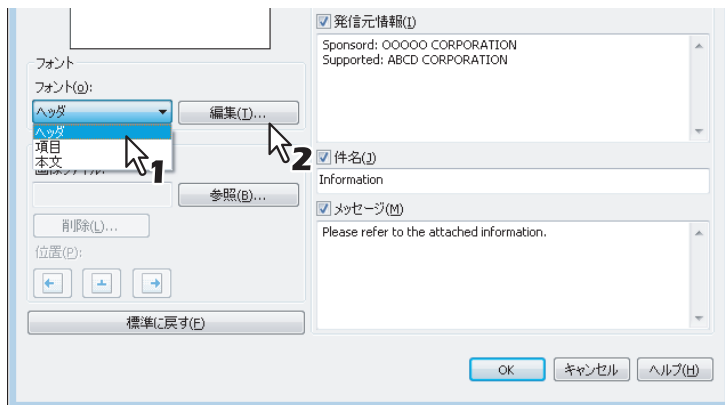 フォント
フォント(o):
ヘッダ
編集(T)...
ヘッダ
項目
本文
1
2
画像ファイル:
参照(B)...
削除(L)...
位置(P):
標準に戻す(F)
発信元情報(I)
Sponsord: OOOOO CORPORATION
Supported: ABCD CORPORATION
件名(J)
Information
メッセージ(M)
Please refer to the attached information.
OK
キャンセル
ヘルプ(H)